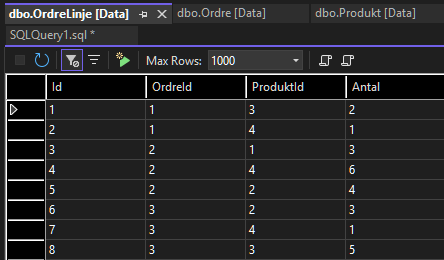 dbo.OrdreLinje [Data] dbo.Ordre [Data] dbo.Produkt [Data]
SQLQuery1.sql *
Max Rows: 1000
Id OrdreId ProduktId Antal
1 1 3 2
2 1 4 1
3 2 1 3
4 2 4 6
5 2 2 4
6 3 2 3
7 3 4 1
8 3 3 5